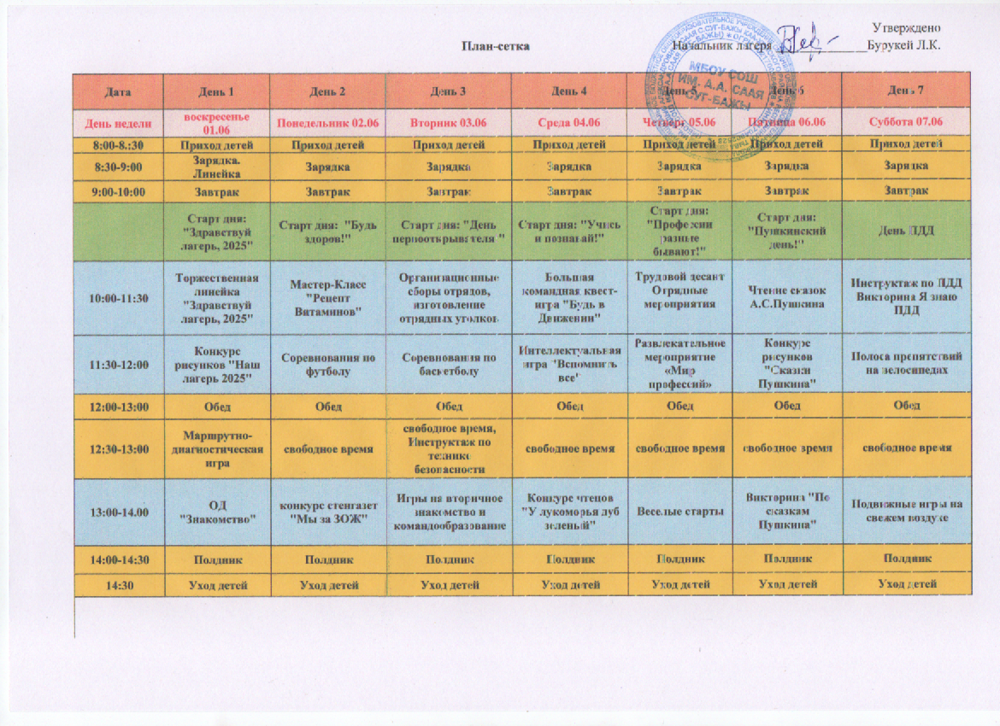 Утверждено
План-сетка
Начальник лагеря ____________ Бурукей Л.К.
МБОУ СОШ
ИМ. А.А. СААЯ
СУГ-БАЖЫ
Дата День 1 День 2 День 3 День 4 День 5 День 6 День 7
День недели воскресенье 01.06 Понедельник 02.06 Вторник 03.06 Среда 04.06 Четверг 05.06 Пятница 06.06 Суббота 07.06
8:00-8.:30 Приход детей Приход детей Приход детей Приход детей Приход детей Приход детей Приход детей
8:30-9:00 Зарядка. Линейка Зарядка Зарядка Зарядка Зарядка Зарядка Зарядка
9:00-10:00 Завтрак Завтрак Завтрак Завтрак Завтрак Завтрак Завтрак
Старт дня: "Здравствуй лагерь, 2025" Старт дня: "Будь здоров!" Старт дня: "День первооткрывателя " Старт дня: "Учись и познавай!" Старт дня: "Професии разные бывают!" Старт дня: "Пушкинский день!" День ПДД
10:00-11:30 Торжественная линейка "Здравствуй лагерь, 2025" Мастер-Класс "Рецепт Витаминов" Организационные сборы отрядов, изготовление отрядных уголков Большая командная квест-игра "Будь в Движении" Трудовой десант Отрядные мероприятия Чтение сказок А.С.Пушкина Инструктаж по ПДД Викторина Я знаю ПДД
11:30-12:00 Конкурс рисунков "Наш лагерь 2025" Соревнования по футболу Соревнования по баскетболу Интеллектуальная игра "Вспомнить все" Развлекательное мероприятие «Мир профессий» Конкурс рисунков "Сказки Пушкина" Полоса препятствий на велосипедах
12:00-13:00 Обед Обед Обед Обед Обед Обед Обед
12:30-13:00 Маршрутно-диагностическая игра свободное время свободное время, Инструктаж по технике безопасности свободное время свободное время свободное время свободное время
13:00-14.00 ОД "Знакомство" конкурс стенгазет "Мы за ЗОЖ" Игры на вторичное знакомство и командообразование Конкурс чтецов "У лукоморья дуб зеленый" Веселые старты Викторина "По сказкам Пушкина" Подвижные игры на свежем воздухе
14:00-14:30 Полдник Полдник Полдник Полдник Полдник Полдник Полдник
14:30 Уход детей Уход детей Уход детей Уход детей Уход детей Уход детей Уход детей